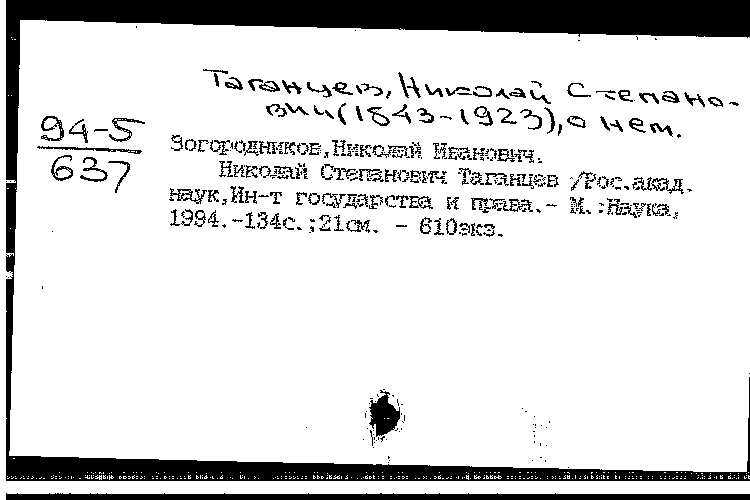 Таганцев, Николай Степано-
вич (1843-1923), о нем.
94-5
637
Зогородников,Николай Иванович.
Николай Степанович Таганцев /Рос.акад.
наук,Ин-т государства и права.- М.:Наука,
1994.-134с.;21см. - 610экз.